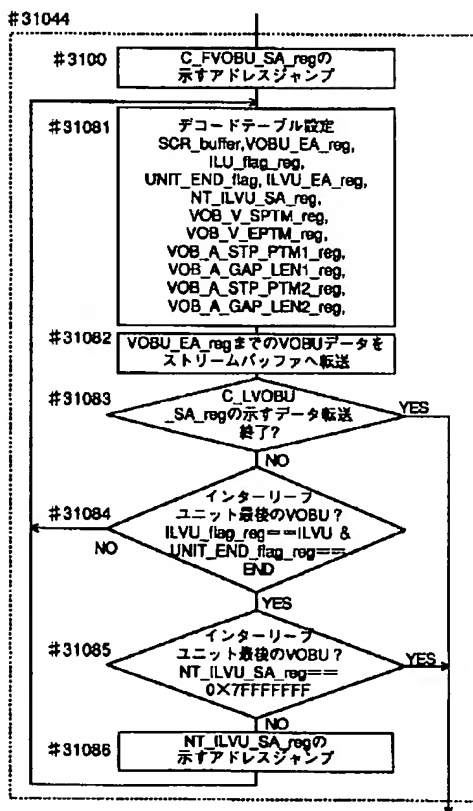 #31044
#3100
C_FVOBU_SA_regの
示すアドレスジャンプ
#31081
デコードテーブル設定
SCR_buffer,VOBU_EA_reg,
ILU_flag_reg,
UNIT_END_flag, ILVU_EA_reg,
NT_ILVU_SA_reg,
VOB_V_SPTM_reg,
VOB_V_EPTM_reg,
VOB_A_STP_PTM1_reg,
VOB_A_GAP_LEN1_reg,
VOB_A_STP_PTM2_reg,
VOB_A_GAP_LEN2_reg,
#31082
VOBU_EA_regまでのVOBUデータを
ストリームバッファへ転送
#31083
C_LVOBU
_SA_regの示すデータ転送
終了?
YES
NO
#31084
インターリーブ
ユニット最後のVOBU?
ILVU_flag_reg==ILVU &
UNIT_END_flag_reg==
END
NO
YES
#31085
インターリーブ
ユニット最後のVOBU?
NT_ILVU_SA_reg==
0×7FFFFFFF
YES
NO
#31086
NT_ILVU_SA_regの
示すアドレスジャンプ